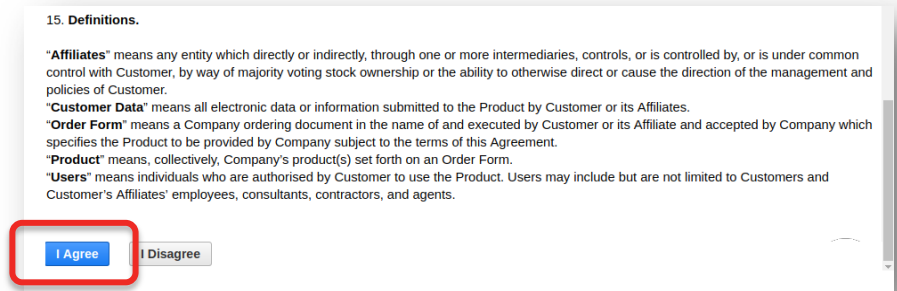 15. Definitions.
“Affiliates” means any entity which directly or indirectly, through one or more intermediaries, controls, or is controlled by, or is under common
control with Customer, by way of majority voting stock ownership or the ability to otherwise direct or cause the direction of the management and
policies of Customer.
“Customer Data” means all electronic data or information submitted to the Product by Customer or its Affiliates.
“Order Form” means a Company ordering document in the name of and executed by Customer or its Affiliate and accepted by Company which
specifies the Product to be provided by Company subject to the terms of this Agreement.
“Product” means, collectively, Company’s product(s) set forth on an Order Form.
“Users” means individuals who are authorised by Customer to use the Product. Users may include but are not limited to Customers and
Customer’s Affiliates’ employees, consultants, contractors, and agents.
I Agree I Disagree